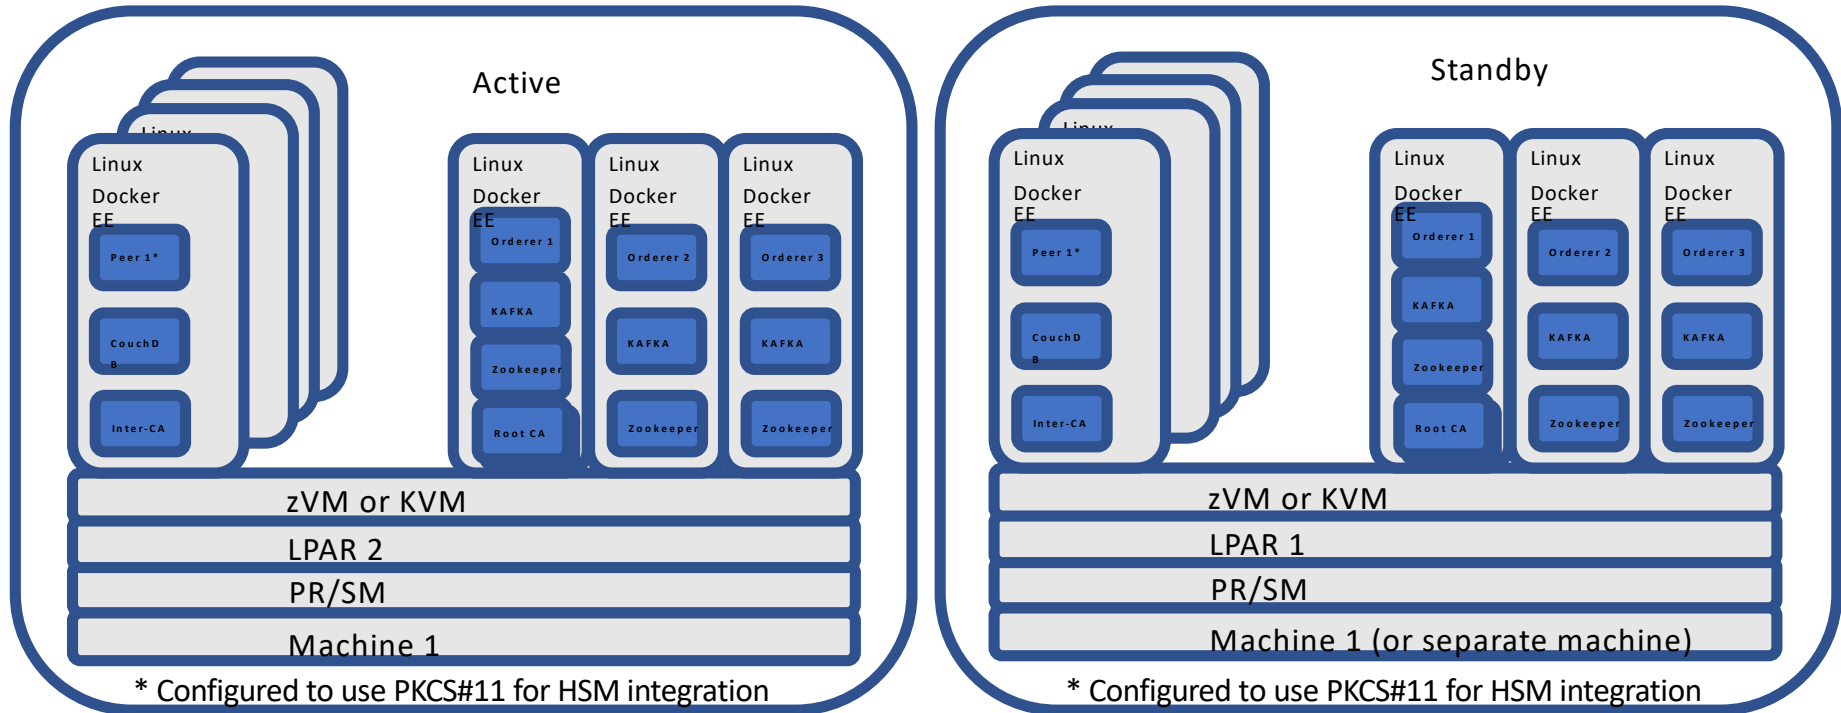 Active
Linux
Linux
Docker
EE
Peer 1*
CouchD
B
Inter-CA
Linux
Docker
EE
Orderer 1
KAFKA
Zookeeper
Root CA
Linux
Docker
EE
Orderer 2
KAFKA
Zookeeper
Linux
Docker
EE
Orderer 3
KAFKA
Zookeeper
zVM or KVM
LPAR 2
PR/SM
Machine 1
* Configured to use PKCS#11 for HSM integration
Standby
Linux
Linux
Docker
EE
Peer 1*
CouchD
B
Inter-CA
Linux
Docker
EE
Orderer 1
KAFKA
Zookeeper
Root CA
Linux
Docker
EE
Orderer 2
KAFKA
Zookeeper
Linux
Docker
EE
Orderer 3
KAFKA
Zookeeper
zVM or KVM
LPAR 1
PR/SM
Machine 1 (or separate machine)
* Configured to use PKCS#11 for HSM integration